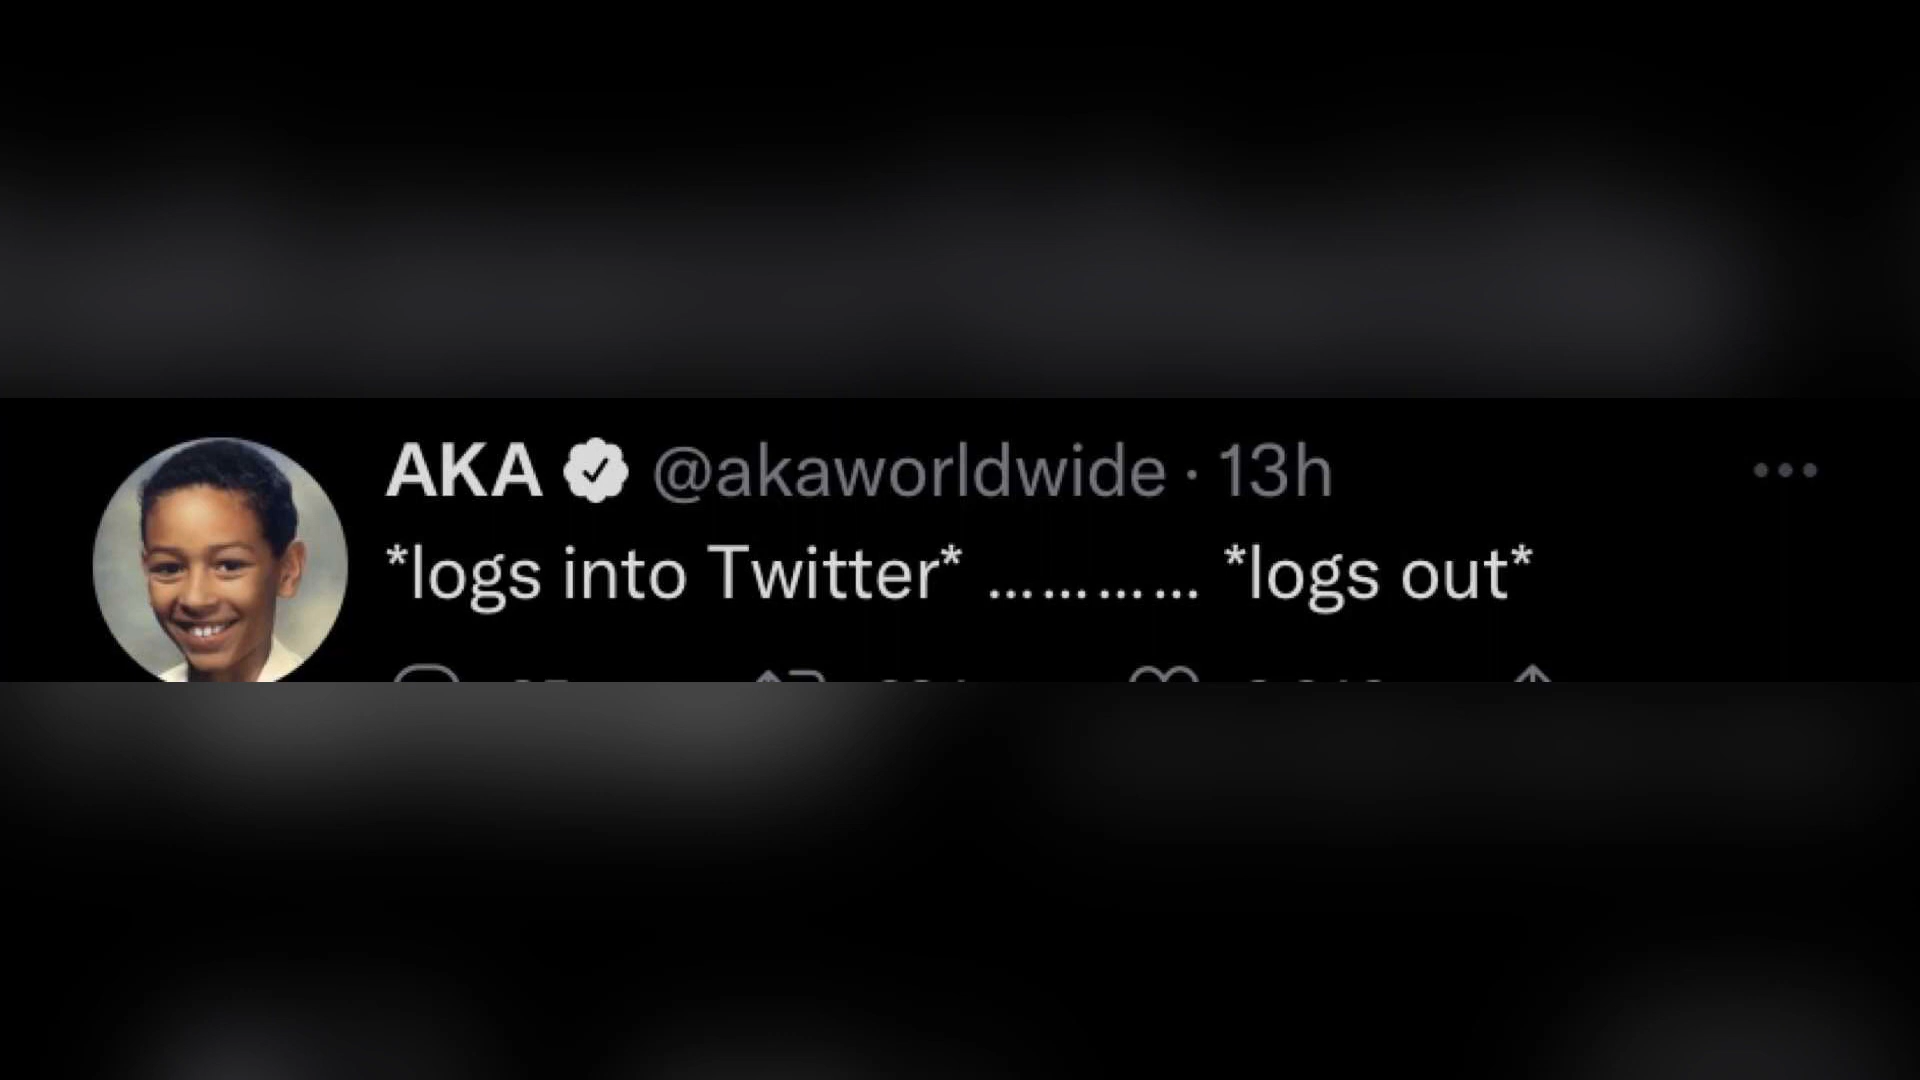 AKA @akaworldwide · 13h
*logs into Twitter* ………… *logs out*